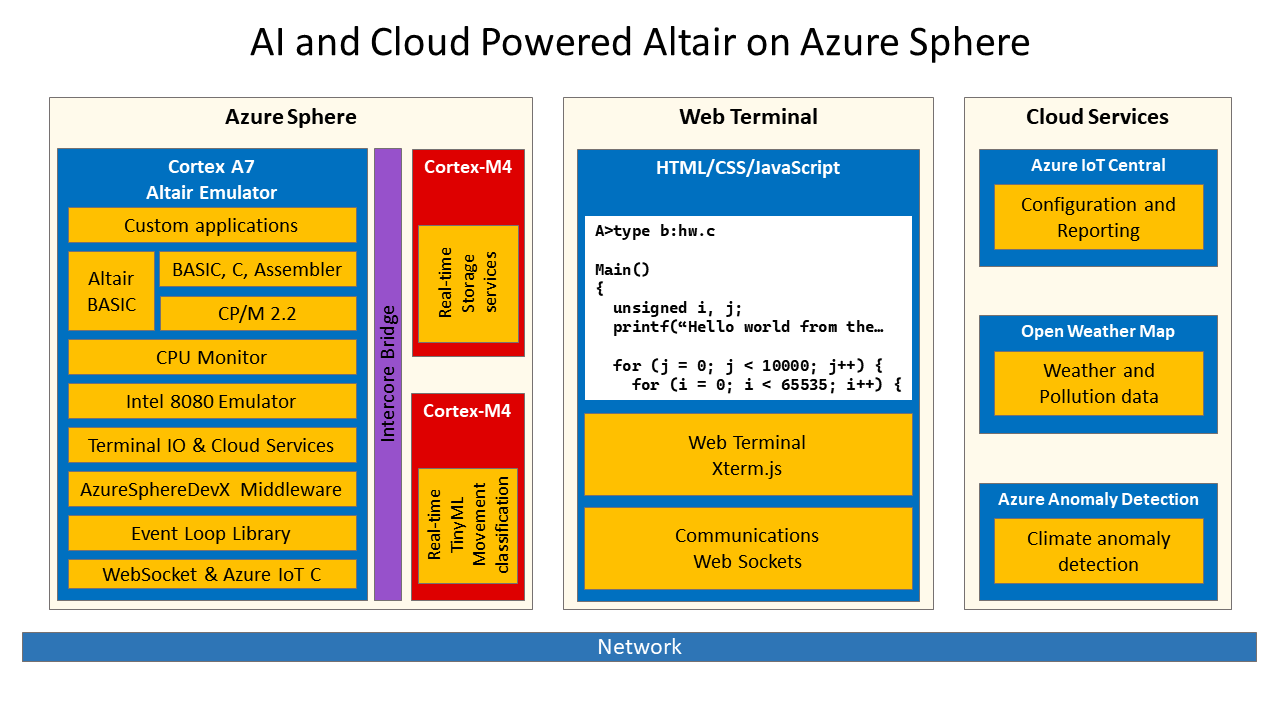 AI and Cloud Powered Altair on Azure Sphere
Azure Sphere
Cortex A7
Altair Emulator
Custom applications
Altair
BASIC
BASIC, C, Assembler
CP/M 2.2
CPU Monitor
Intel 8080 Emulator
Terminal IO & Cloud Services
AzureSphereDevX Middleware
Event Loop Library
WebSocket & Azure IoT C
Intercore Bridge
Cortex-M4
Real-time
Storage
services
Cortex-M4
Real-time
TinyML
Movement
classification
Web Terminal
HTML/CSS/JavaScript
A>type b:hw.c
Main()
{
unsigned i, j;
printf(“Hello world from the…
for (j = 0; j < 10000; j++) {
for (i = 0; i < 65535; i++) {
Web Terminal
Xterm.js
Communications
Web Sockets
Cloud Services
Azure IoT Central
Configuration and
Reporting
Open Weather Map
Weather and
Pollution data
Azure Anomaly Detection
Climate anomaly
detection
Network